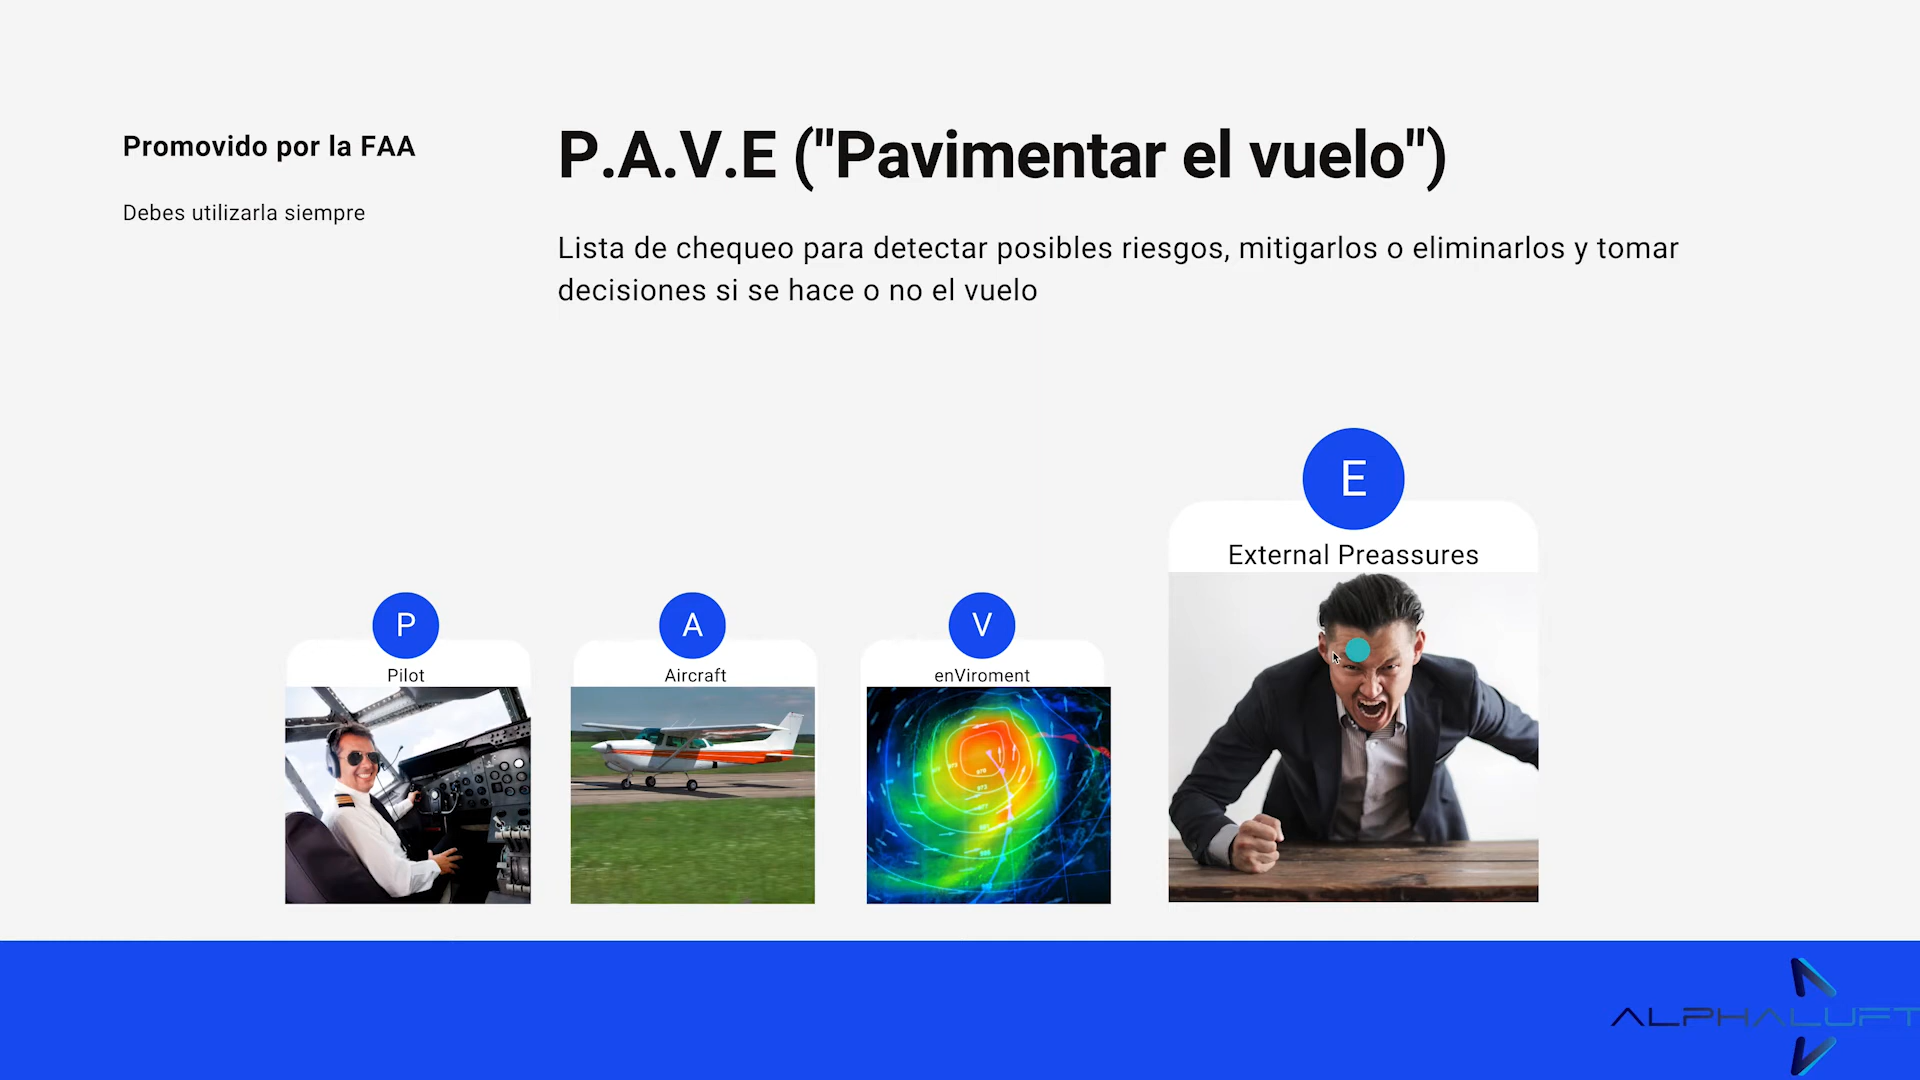 Promovido por la FAA
Debes utilizarla siempre
P.A.V.E ("Pavimentar el vuelo")
Lista de chequeo para detectar posibles riesgos, mitigarlos o eliminarlos y tomar
decisiones si se hace o no el vuelo
P
Pilot
A
Aircraft
V
enViroment
E
External Preassures
ALPHALUFT